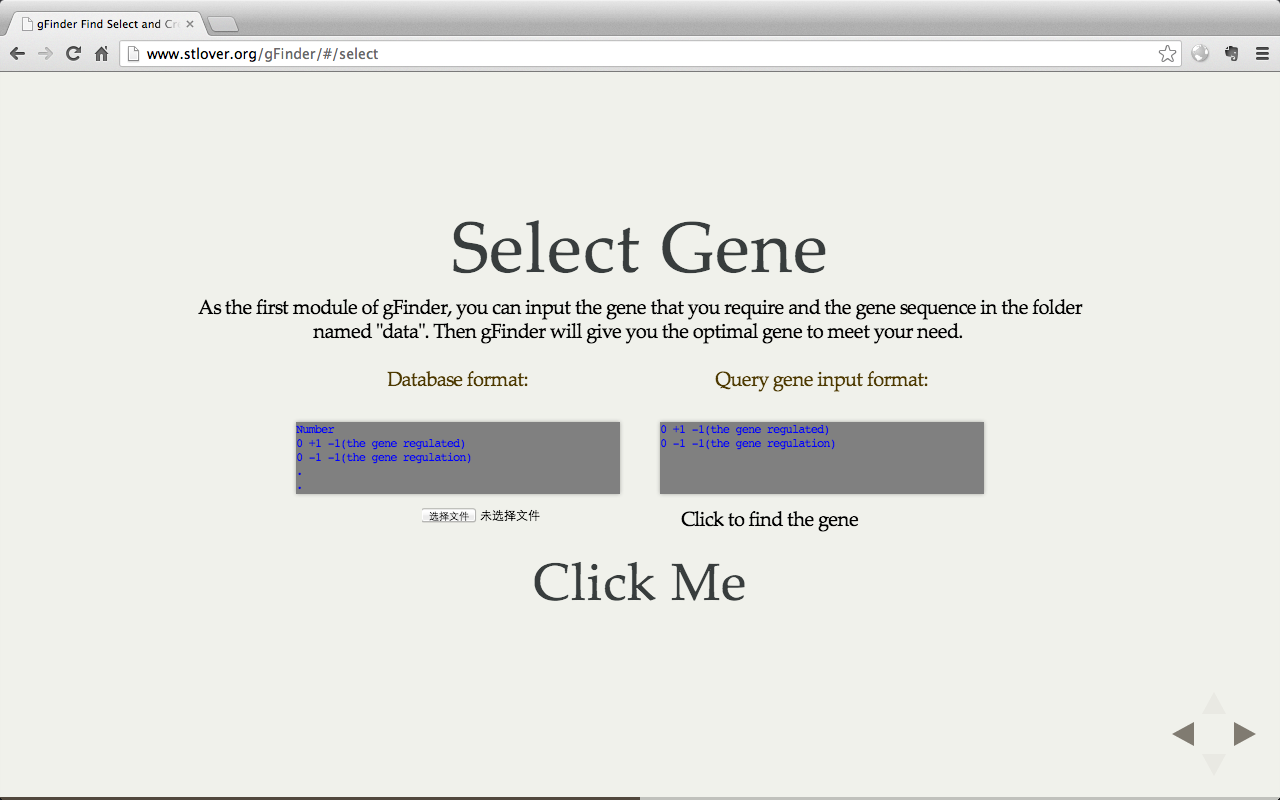 gFinder Find Select and Cr
www.stlover.org/gFinder/#/select
Select Gene
As the first module of gFinder, you can input the gene that you require and the gene sequence in the folder
named "data". Then gFinder will give you the optimal gene to meet your need.
Database format:
Number
0 +1 -1(the gene regulated)
0 -1 -1(the gene regulation)
.
.
选择文件 未选择文件
Query gene input format:
0 +1 -1(the gene regulated)
0 -1 -1(the gene regulation)
Click to find the gene
Click Me